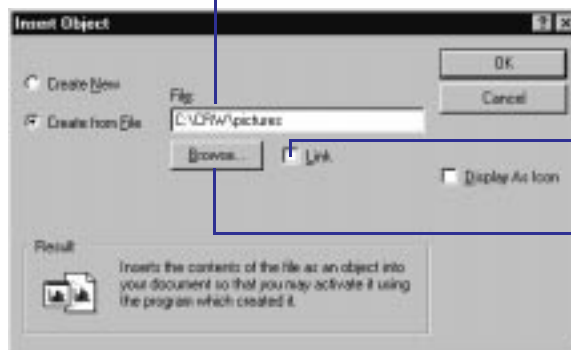 Insert Object
OK
Cancel
Create New
Create from File
File:
C:\CRW\pictures
Browse...
Link
Display As Icon
Result
Inserts the contents of the file as an object into
your document so that you may activate it using
the program which created it.